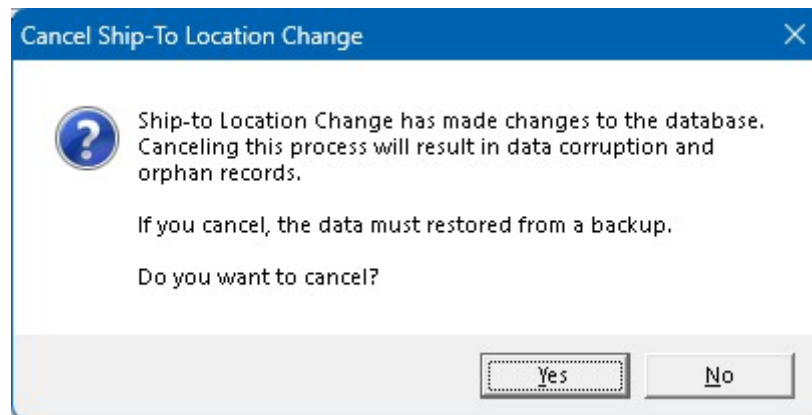 Cancel Ship-To Location Change
Ship-to Location Change has made changes to the database.
Canceling this process will result in data corruption and
orphan records.
If you cancel, the data must restored from a backup.
Do you want to cancel?
Yes
No